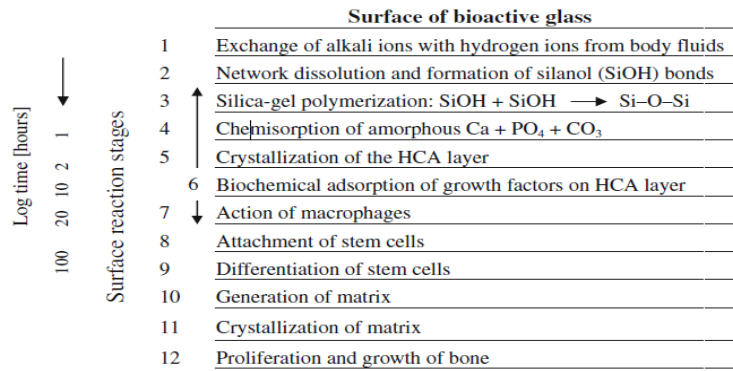 Surface of bioactive glass
1 Exchange of alkali ions with hydrogen ions from body fluids
2 Network dissolution and formation of silanol (SiOH) bonds
3 Silica-gel polymerization: SiOH + SiOH → Si–O–Si
4 Chemisorption of amorphous Ca + PO₄ + CO₃
5 Crystallization of the HCA layer
6 Biochemical adsorption of growth factors on HCA layer
7 Action of macrophages
8 Attachment of stem cells
9 Differentiation of stem cells
10 Generation of matrix
11 Crystallization of matrix
12 Proliferation and growth of bone
Log time [hours]
1
2
10
20
100
Surface reaction stages